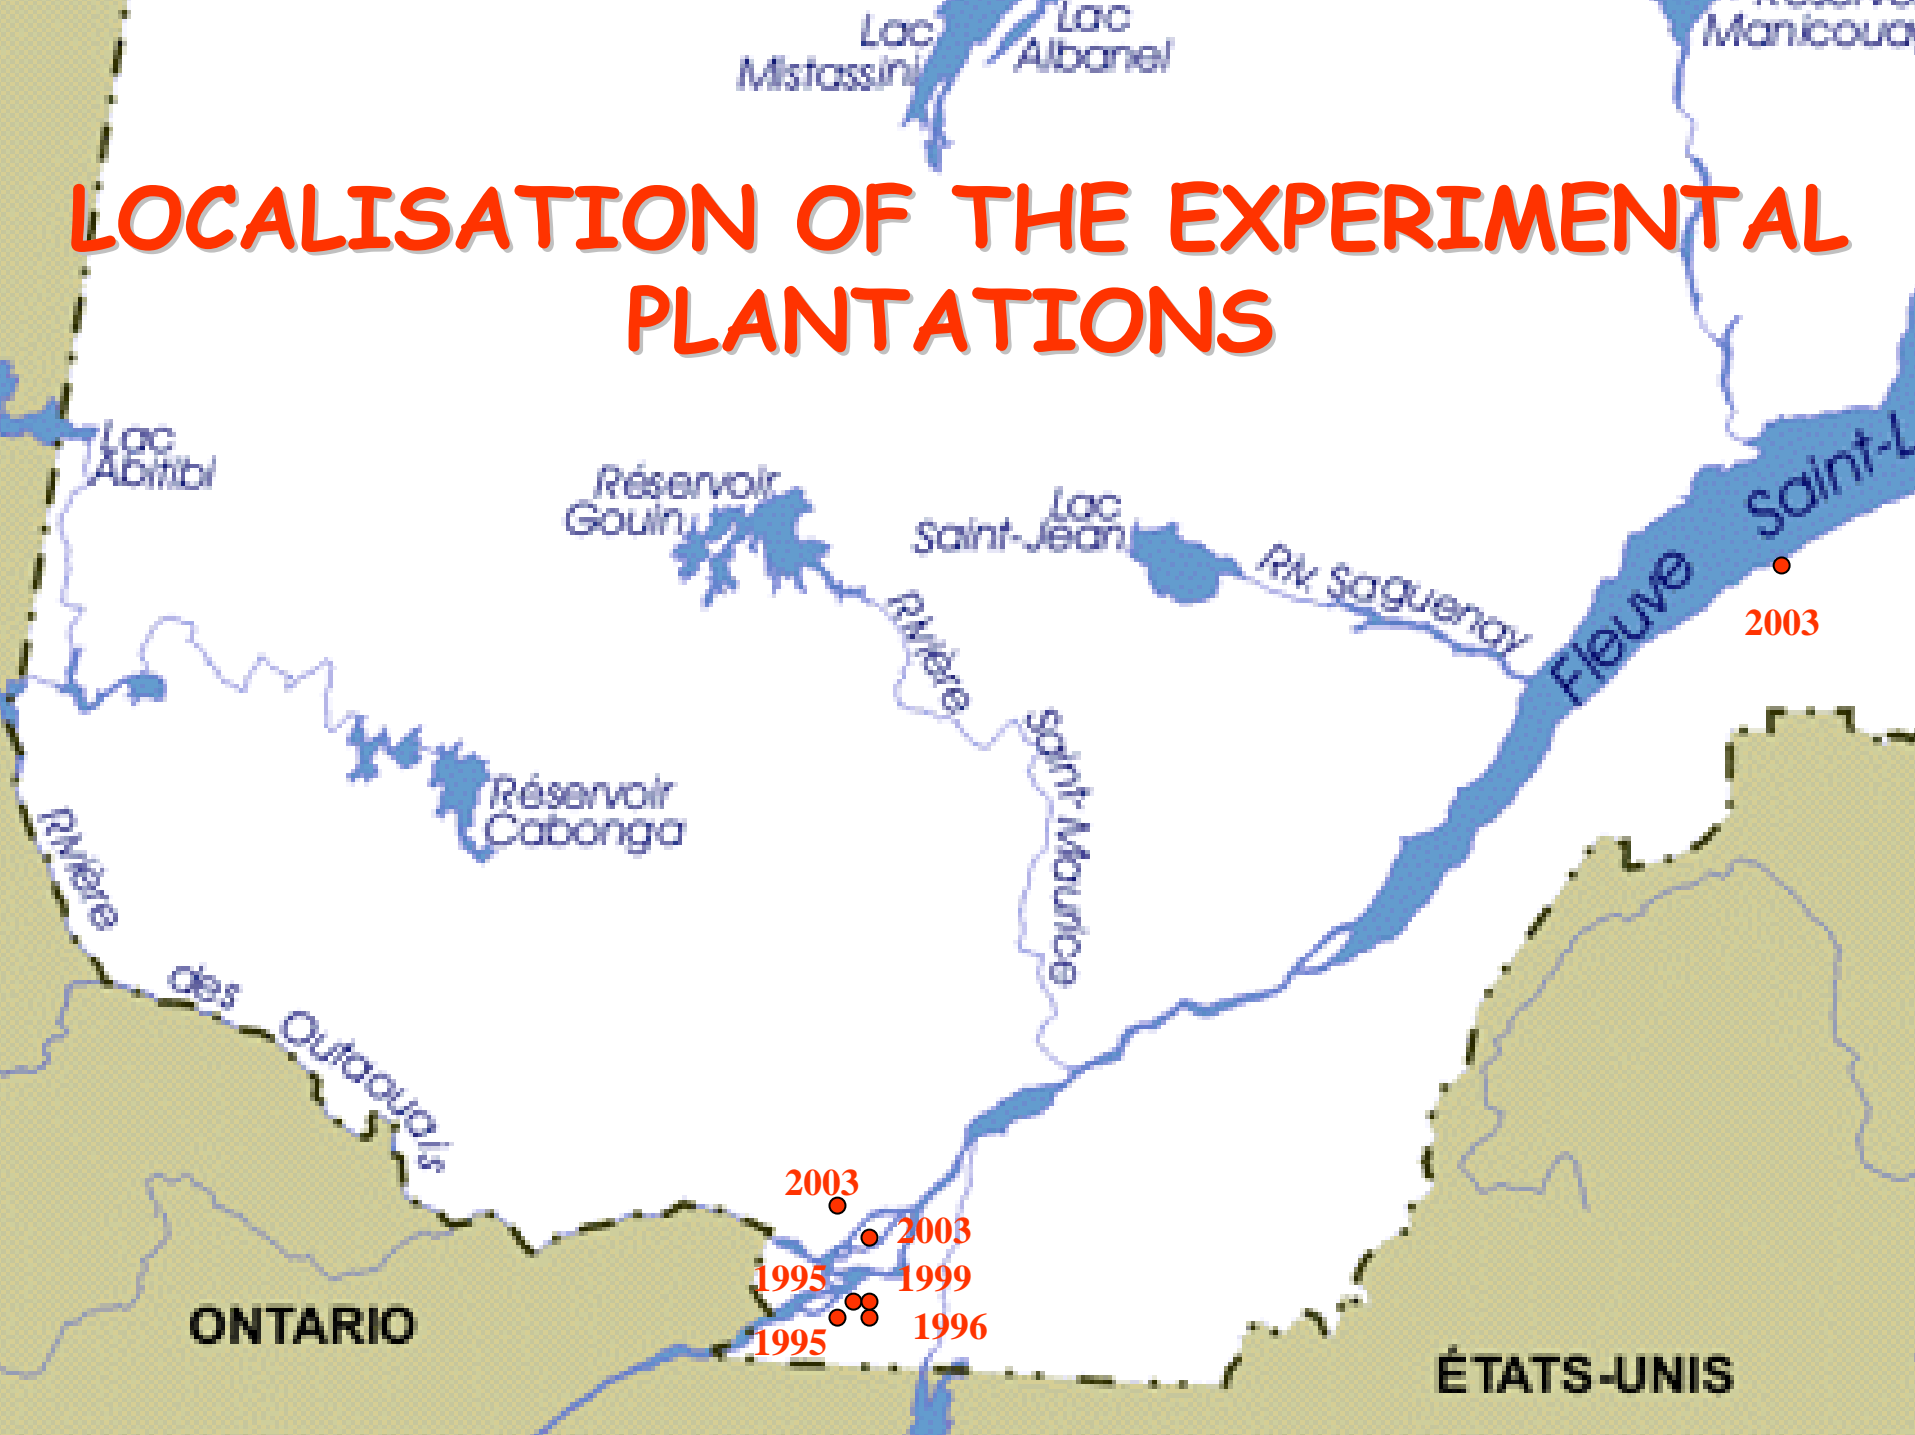 Lac
Mistassini
Lac
Albanel
Manicouag
LOCALISATION OF THE EXPERIMENTAL
PLANTATIONS
Lac
Abitibi
Réservoir
Gouin
Lac
Saint-Jean
Riv. Saguenay
Fleuve Saint-L
2003
Rivière Saint-Maurice
Réservoir
Cabonga
Rivière des Outaouais
2003
2003
1995
1999
1996
1995
ONTARIO
ÉTATS-UNIS